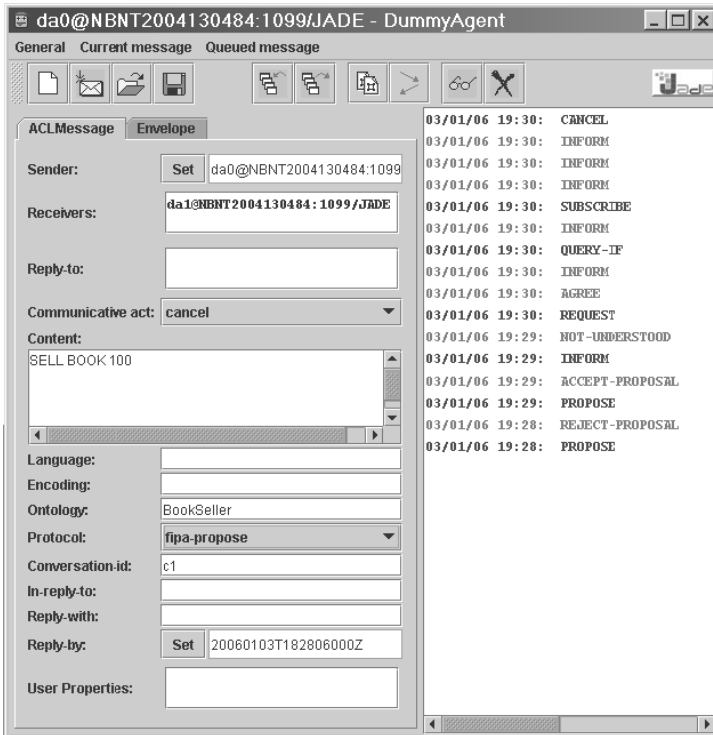 da0@NBNT2004130484:1099/JADE - DummyAgent
General Current message Queued message
Jade
ACLMessage Envelope
Sender: Set da0@NBNT2004130484:1099
Receivers: da1@NBNT2004130484:1099/JADE
Reply-to:
Communicative act: cancel
Content:
SELL BOOK 100
Language:
Encoding:
Ontology: BookSeller
Protocol: fipa-propose
Conversation-id: c1
In-reply-to:
Reply-with:
Reply-by: Set 20060103T182806000Z
User Properties:
03/01/06 19:30: CANCEL
03/01/06 19:30: INFORM
03/01/06 19:30: INFORM
03/01/06 19:30: INFORM
03/01/06 19:30: SUBSCRIBE
03/01/06 19:30: INFORM
03/01/06 19:30: QUERY-IF
03/01/06 19:30: INFORM
03/01/06 19:30: AGREE
03/01/06 19:30: REQUEST
03/01/06 19:29: NOT-UNDERSTOOD
03/01/06 19:29: INFORM
03/01/06 19:29: ACCEPT-PROPOSAL
03/01/06 19:29: PROPOSE
03/01/06 19:28: REJECT-PROPOSAL
03/01/06 19:28: PROPOSE